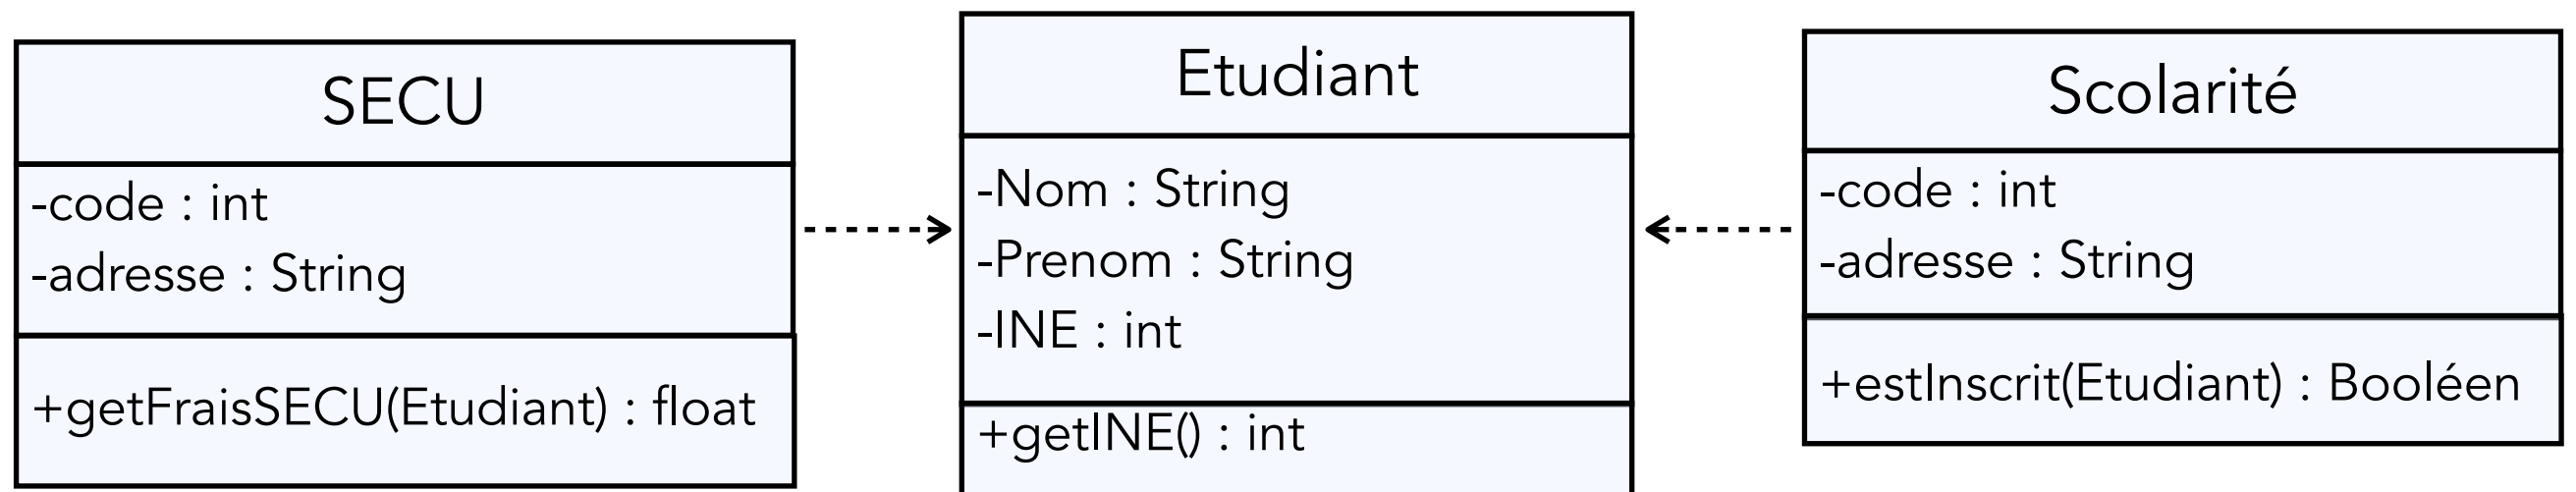 SECU
-code : int
-adresse : String
+getFraisSECU(Etudiant) : float
Etudiant
-Nom : String
-Prenom : String
-INE : int
+getINE() : int
Scolarité
-code : int
-adresse : String
+estInscrit(Etudiant) : Booléen